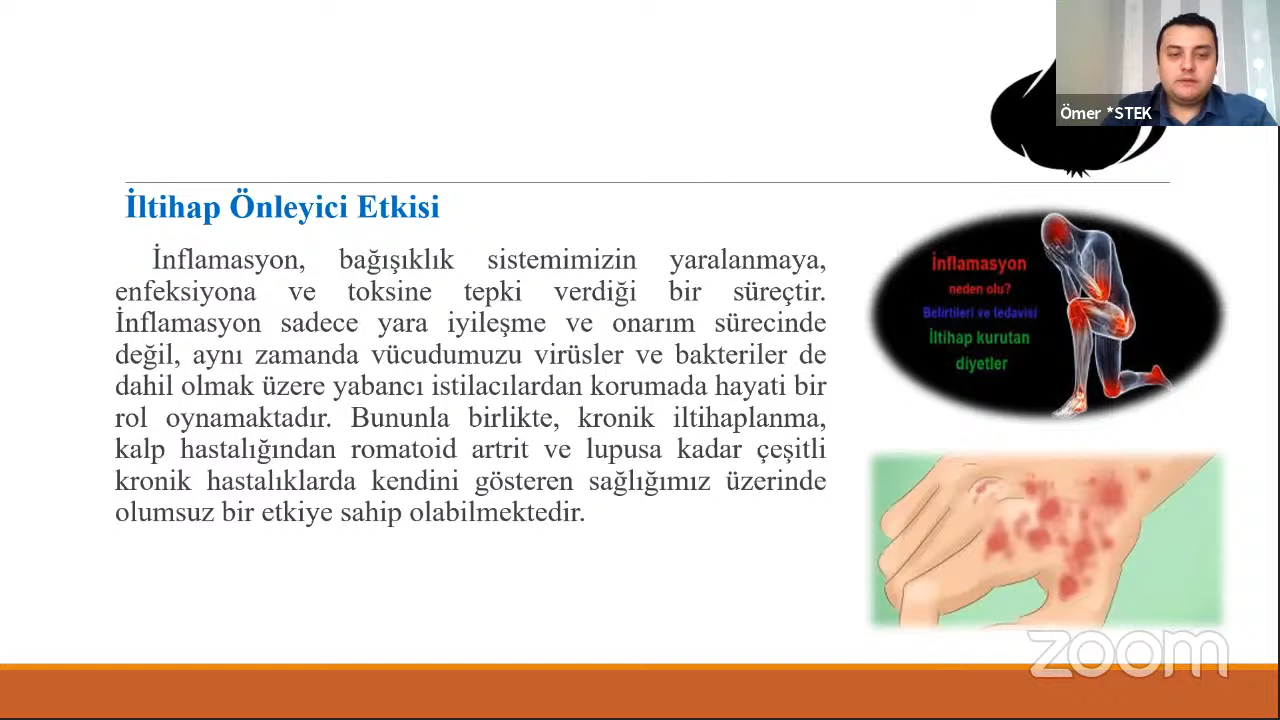 Ömer *STEK
İltihap Önleyici Etkisi
İnflamasyon, bağışıklık sistemimizin yaralanmaya,
enfeksiyona ve toksine tepki verdiği bir süreçtir.
İnflamasyon sadece yara iyileşme ve onarım sürecinde
değil, aynı zamanda vücudumuzu virüsler ve bakteriler de
dahil olmak üzere yabancı istilacılardan korumada hayati bir
rol oynamaktadır. Bununla birlikte, kronik iltihaplanma,
kalp hastalığından romatoid artrit ve lupusa kadar çeşitli
kronik hastalıklarda kendini gösteren sağlığımız üzerinde
olumsuz bir etkiye sahip olabilmektedir.
İnflamasyon
neden olu?
Belirtileri ve tedavisi
İltihap kurutan
diyetler
zoom